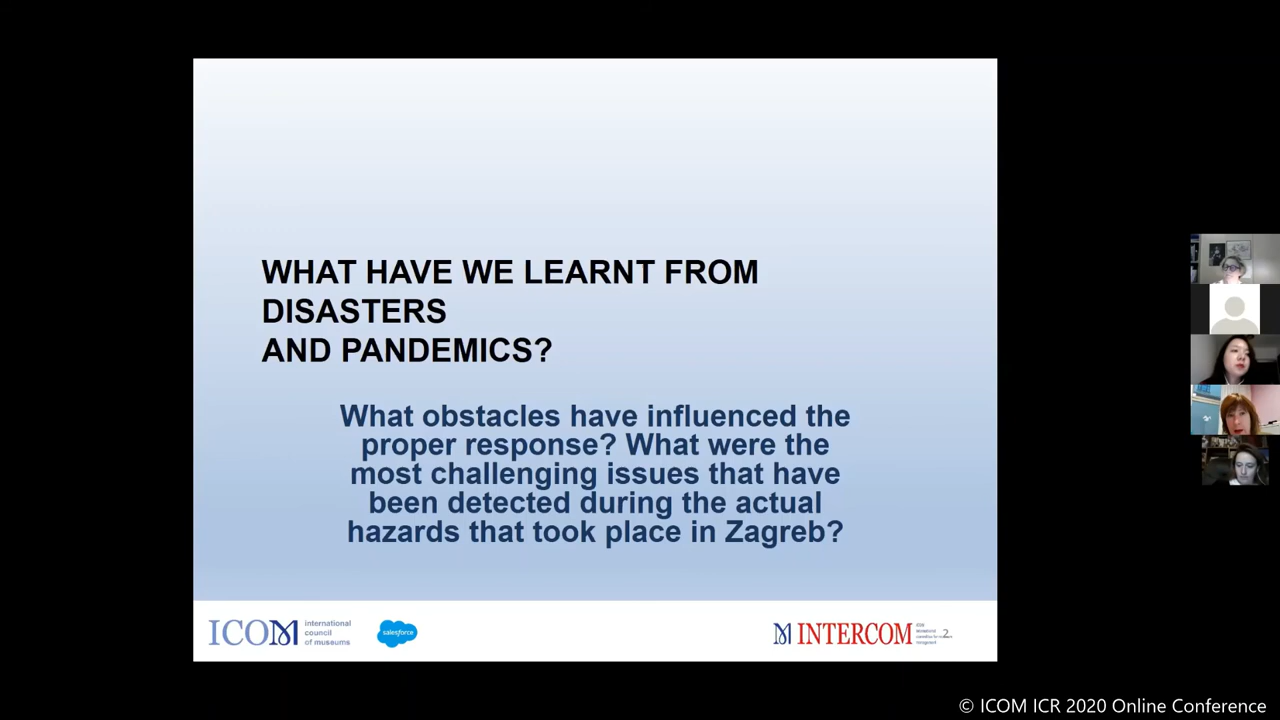 WHAT HAVE WE LEARNT FROM
DISASTERS
AND PANDEMICS?
What obstacles have influenced the
proper response? What were the
most challenging issues that have
been detected during the actual
hazards that took place in Zagreb?
ICOM international
council
of museums
salesforce
INTERCOM
2
© ICOM ICR 2020 Online Conference